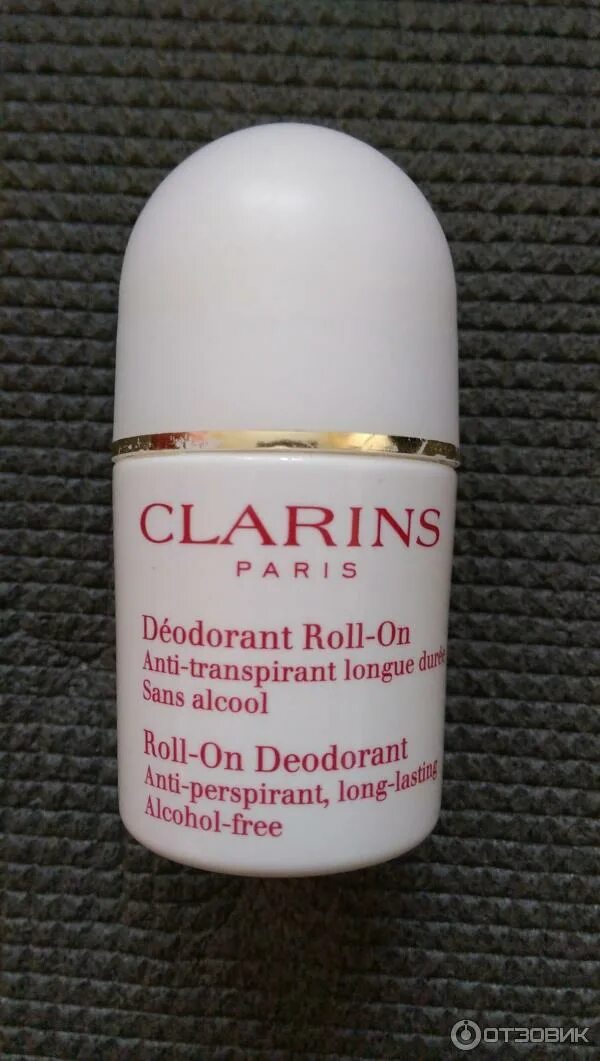 CLARINS
PARIS
Déodorant Roll-On
Anti-transpirant longue durée
Sans alcool
Roll-On Deodorant
Anti-perspirant, long-lasting
Alcohol-free
ОТЗОВИК